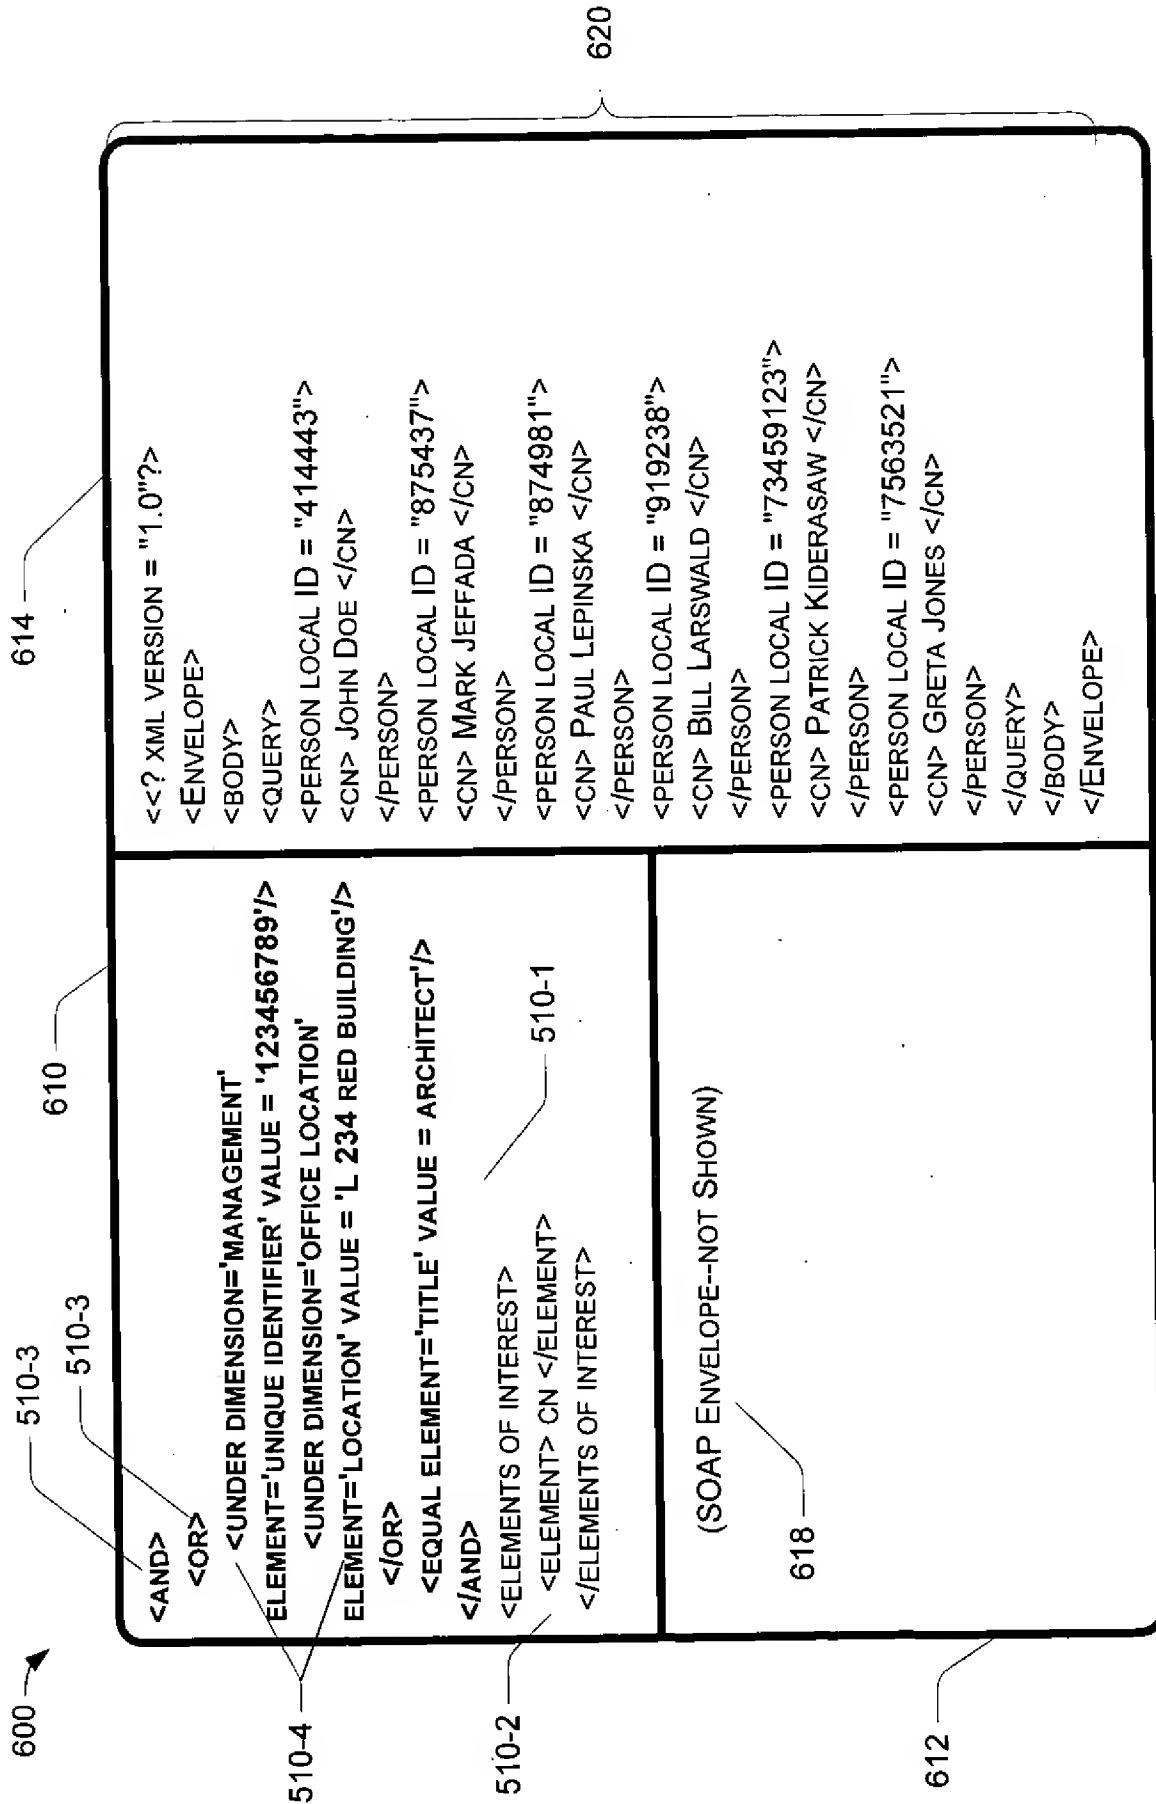 600
510-3
510-3
610
614
<AND>
<OR>
<UNDER DIMENSION='MANAGEMENT'
ELEMENT='UNIQUE IDENTIFIER' VALUE = '123456789'/>
<UNDER DIMENSION='OFFICE LOCATION'
ELEMENT='LOCATION' VALUE = 'L 234 RED BUILDING'/>
</OR>
<EQUAL ELEMENT='TITLE' VALUE = ARCHITECT'/>
</AND>
<ELEMENTS OF INTEREST>
<ELEMENT> CN </ELEMENT>
</ELEMENTS OF INTEREST>
510-4
510-2
510-1
(SOAP ENVELOPE--NOT SHOWN)
618
612
<<? XML VERSION = "1.0"?>
<ENVELOPE>
<BODY>
<QUERY>
<PERSON LOCAL ID = "414443">
<CN> JOHN DOE </CN>
</PERSON>
<PERSON LOCAL ID = "875437">
<CN> MARK JEFFADA </CN>
</PERSON>
<PERSON LOCAL ID = "874981">
<CN> PAUL LEPINSKA </CN>
</PERSON>
<PERSON LOCAL ID = "919238">
<CN> BILL LARSWALD </CN>
</PERSON>
<PERSON LOCAL ID = "73459123">
<CN> PATRICK KIDERASAW </CN>
</PERSON>
<PERSON LOCAL ID = "7563521">
<CN> GRETA JONES </CN>
</PERSON>
</QUERY>
</BODY>
</ENVELOPE>
620